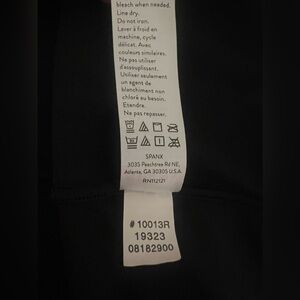 bleach when needed.
Line dry.
Do not iron.
Laver à froid en
machine, cycle
délicat. Avec
couleurs similaires.
Ne pas utiliser
d'assouplissant.
Utiliser seulement
un agent de
blanchiment non
chloré au besoin.
Étendre.
Ne pas repasser.
SPANX
3035 Peachtree Rd NE,
Atlanta, GA 30305 U.S.A.
RN112121
#10013R
19323
08182900